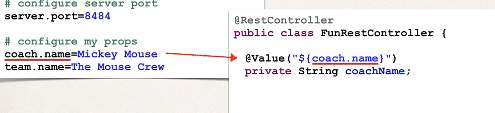 # configure server port
server.port=8484
# configure my props
coach.name=Mickey Mouse
team.name=The Mouse Crew
@RestController
public class FunRestController {
@Value("${coach.name}")
private String coachName;